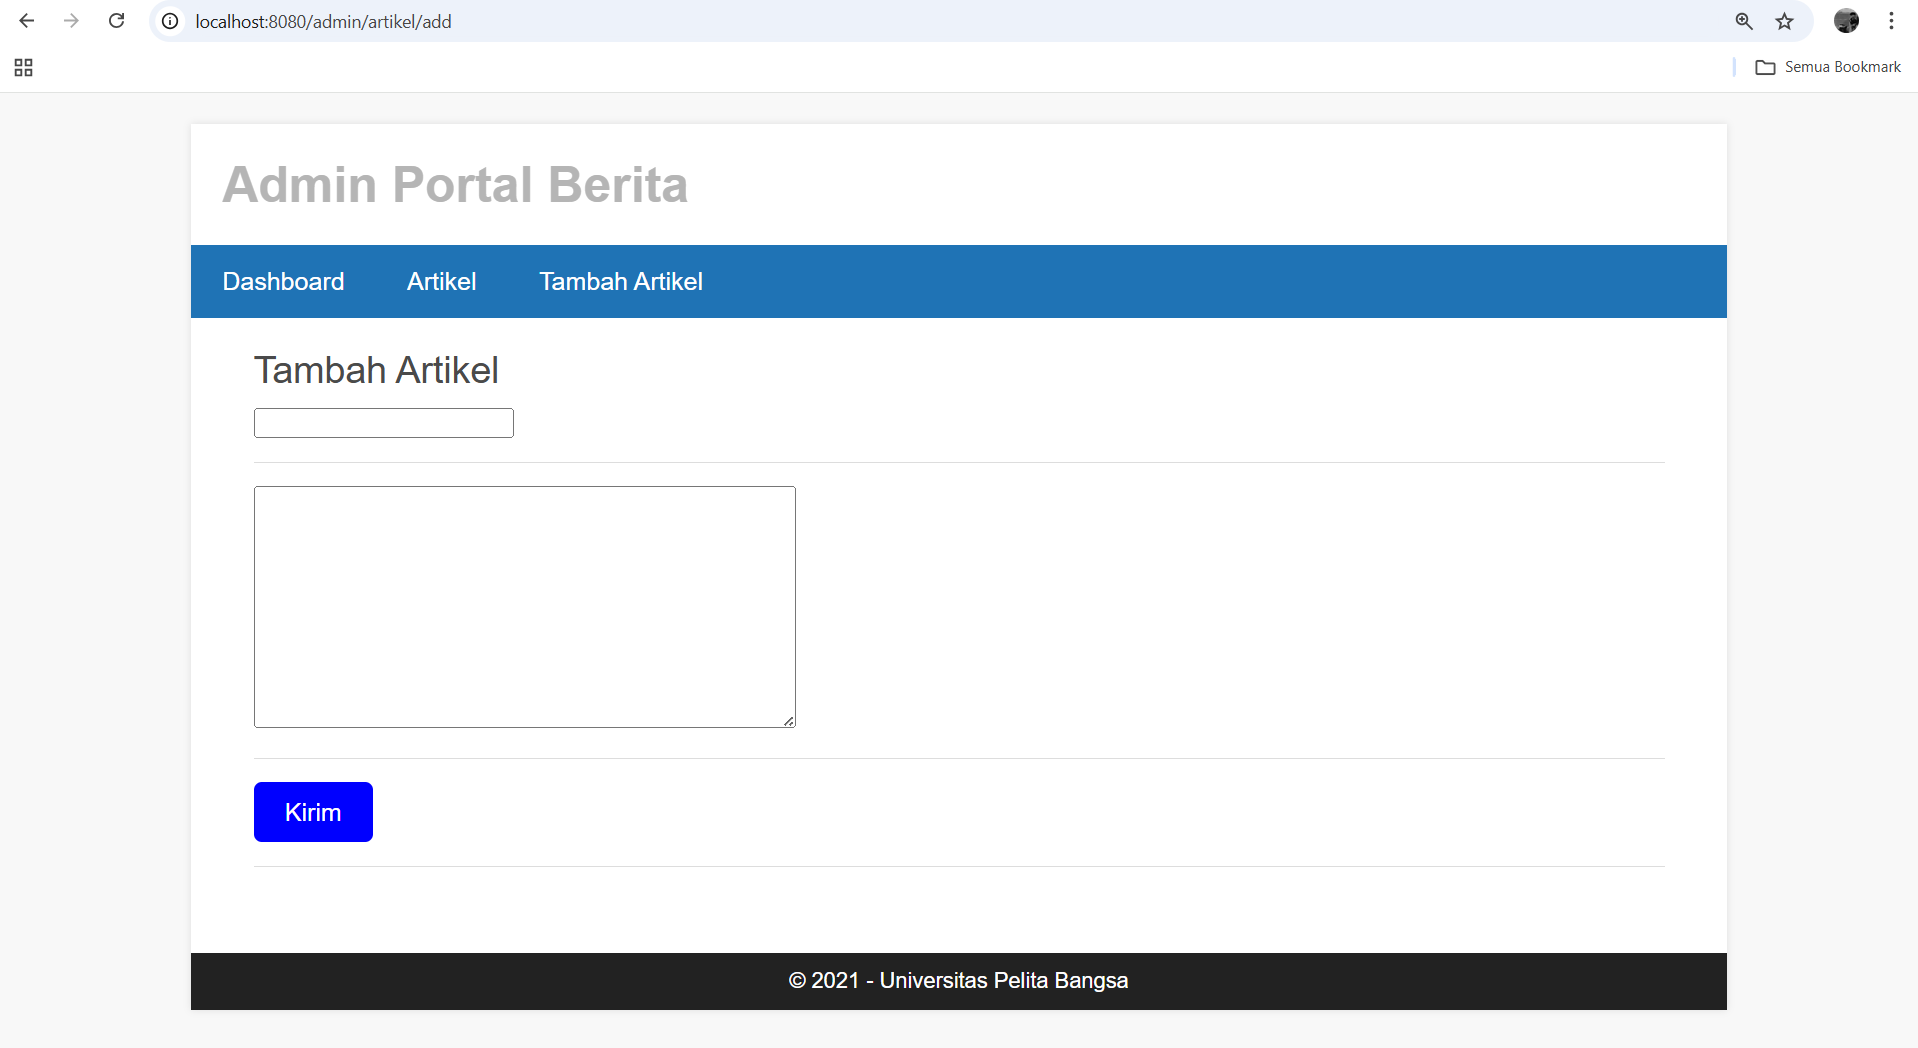 localhost:8080/admin/artikel/add
Semua Bookmark
Admin Portal Berita
Dashboard Artikel Tambah Artikel
Tambah Artikel
Kirim
© 2021 - Universitas Pelita Bangsa